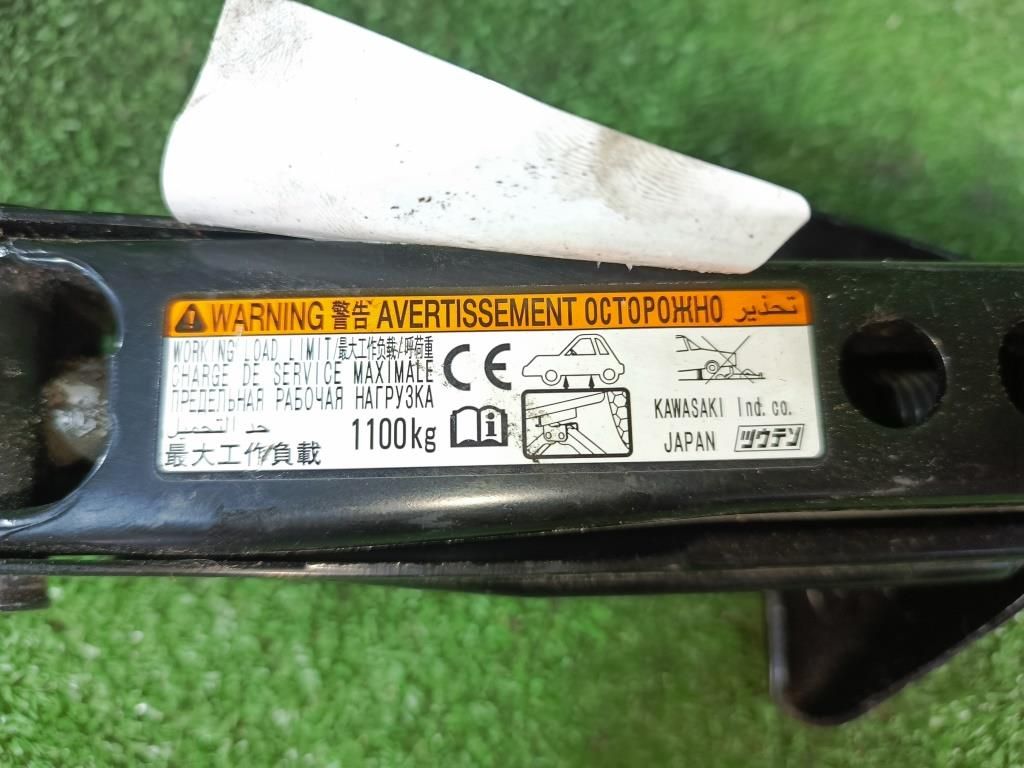 WARNING 警告 AVERTISSEMENT ОСТОРОЖНО تحذير
WORKING LOAD LIMIT/最大工作负载/呼荷重
CHARGE DE SERVICE MAXIMALE
ПРЕДЕЛЬНАЯ РАБОЧАЯ НАГРУЗКА
حد التحميل
最大工作負載
1100kg
CE
KAWASAKI Ind. co.
JAPAN ツウテン